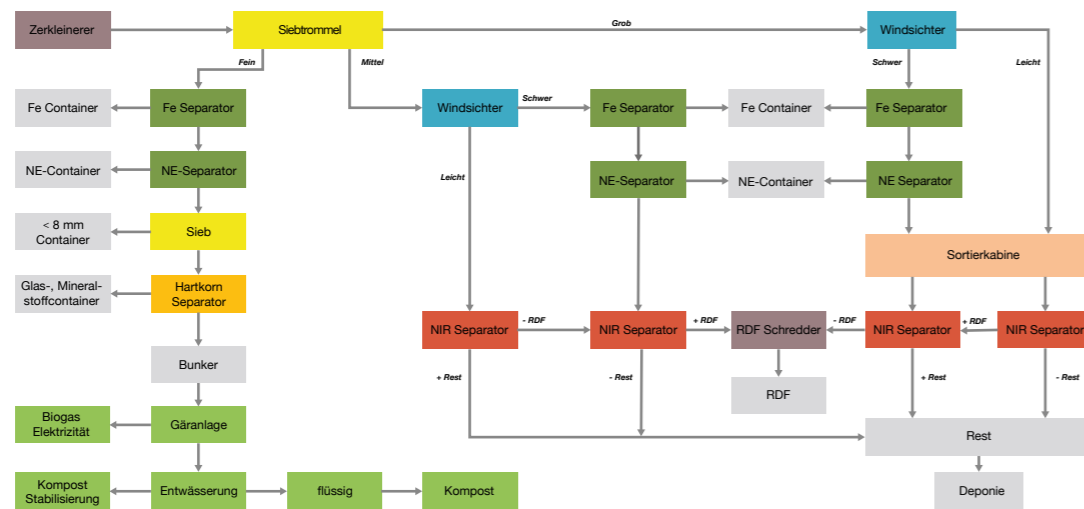 Zerkleinerer
Siebtrommel
Grob
Windsichter
Fein
Mittel
Schwer
Leicht
Fe Container
Fe Separator
Windsichter
Schwer
Fe Separator
Fe Container
Fe Separator
NE-Container
NE-Separator
Leicht
NE-Separator
NE-Container
NE Separator
< 8 mm
Container
Sieb
Sortierkabine
Glas-, Mineral-
stoffcontainer
Hartkorn
Separator
NIR Separator
- RDF
NIR Separator
+ RDF
RDF Schredder
- RDF
NIR Separator
+ RDF
NIR Separator
Bunker
+ Rest
- Rest
RDF
+ Rest
- Rest
Biogas
Elektrizität
Gäranlage
Rest
Kompost
Stabilisierung
Entwässerung
flüssig
Kompost
Deponie